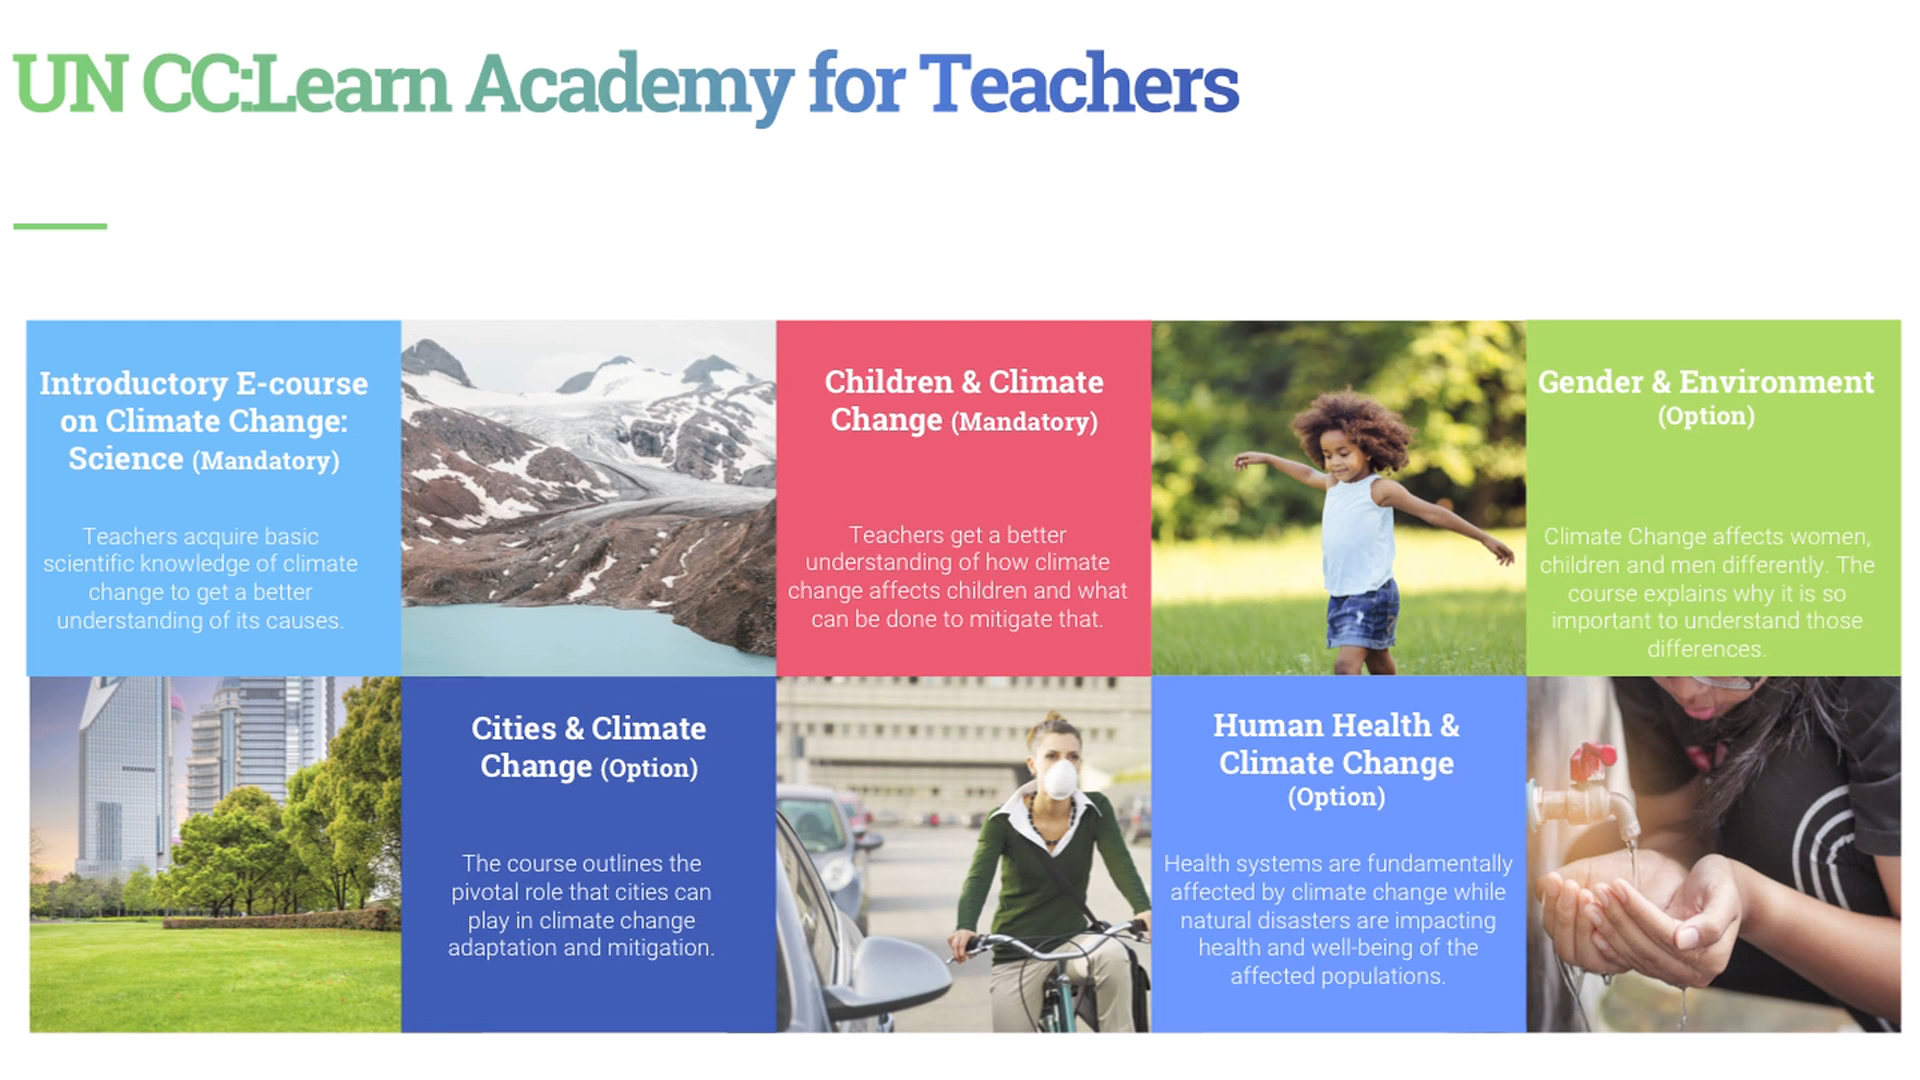 UN CC:Learn Academy for Teachers
Introductory E-course
on Climate Change:
Science (Mandatory)
Teachers acquire basic
scientific knowledge of climate
change to get a better
understanding of its causes.
Children & Climate
Change (Mandatory)
Teachers get a better
understanding of how climate
change affects children and what
can be done to mitigate that.
Gender & Environment
(Option)
Climate Change affects women,
children and men differently. The
course explains why it is so
important to understand those
differences.
Cities & Climate
Change (Option)
The course outlines the
pivotal role that cities can
play in climate change
adaptation and mitigation.
Human Health &
Climate Change
(Option)
Health systems are fundamentally
affected by climate change while
natural disasters are impacting
health and well-being of the
affected populations.